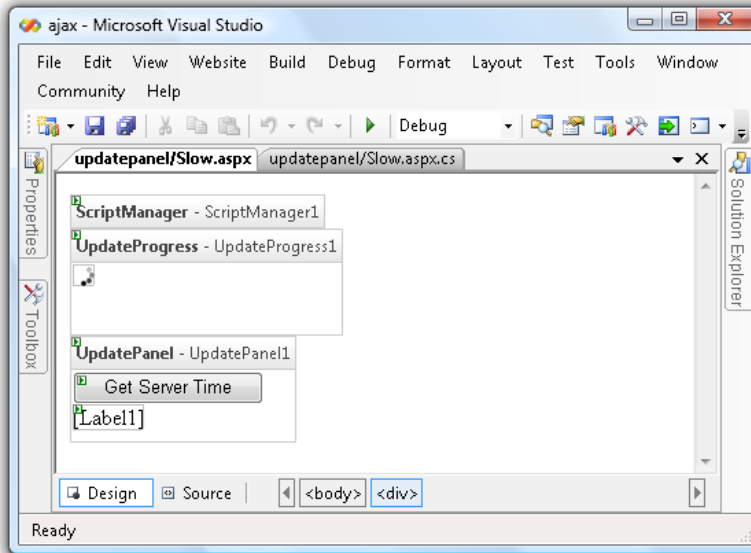 ajax - Microsoft Visual Studio
File Edit View Website Build Debug Format Layout Test Tools Window
Community Help
Debug
updatepanel/Slow.aspx updatepanel/Slow.aspx.cs
Properties
Toolbox
Solution Explorer
ScriptManager - ScriptManager1
UpdateProgress - UpdateProgress1
UpdatePanel - UpdatePanel1
Get Server Time
[Label1]
Design Source <body> <div>
Ready